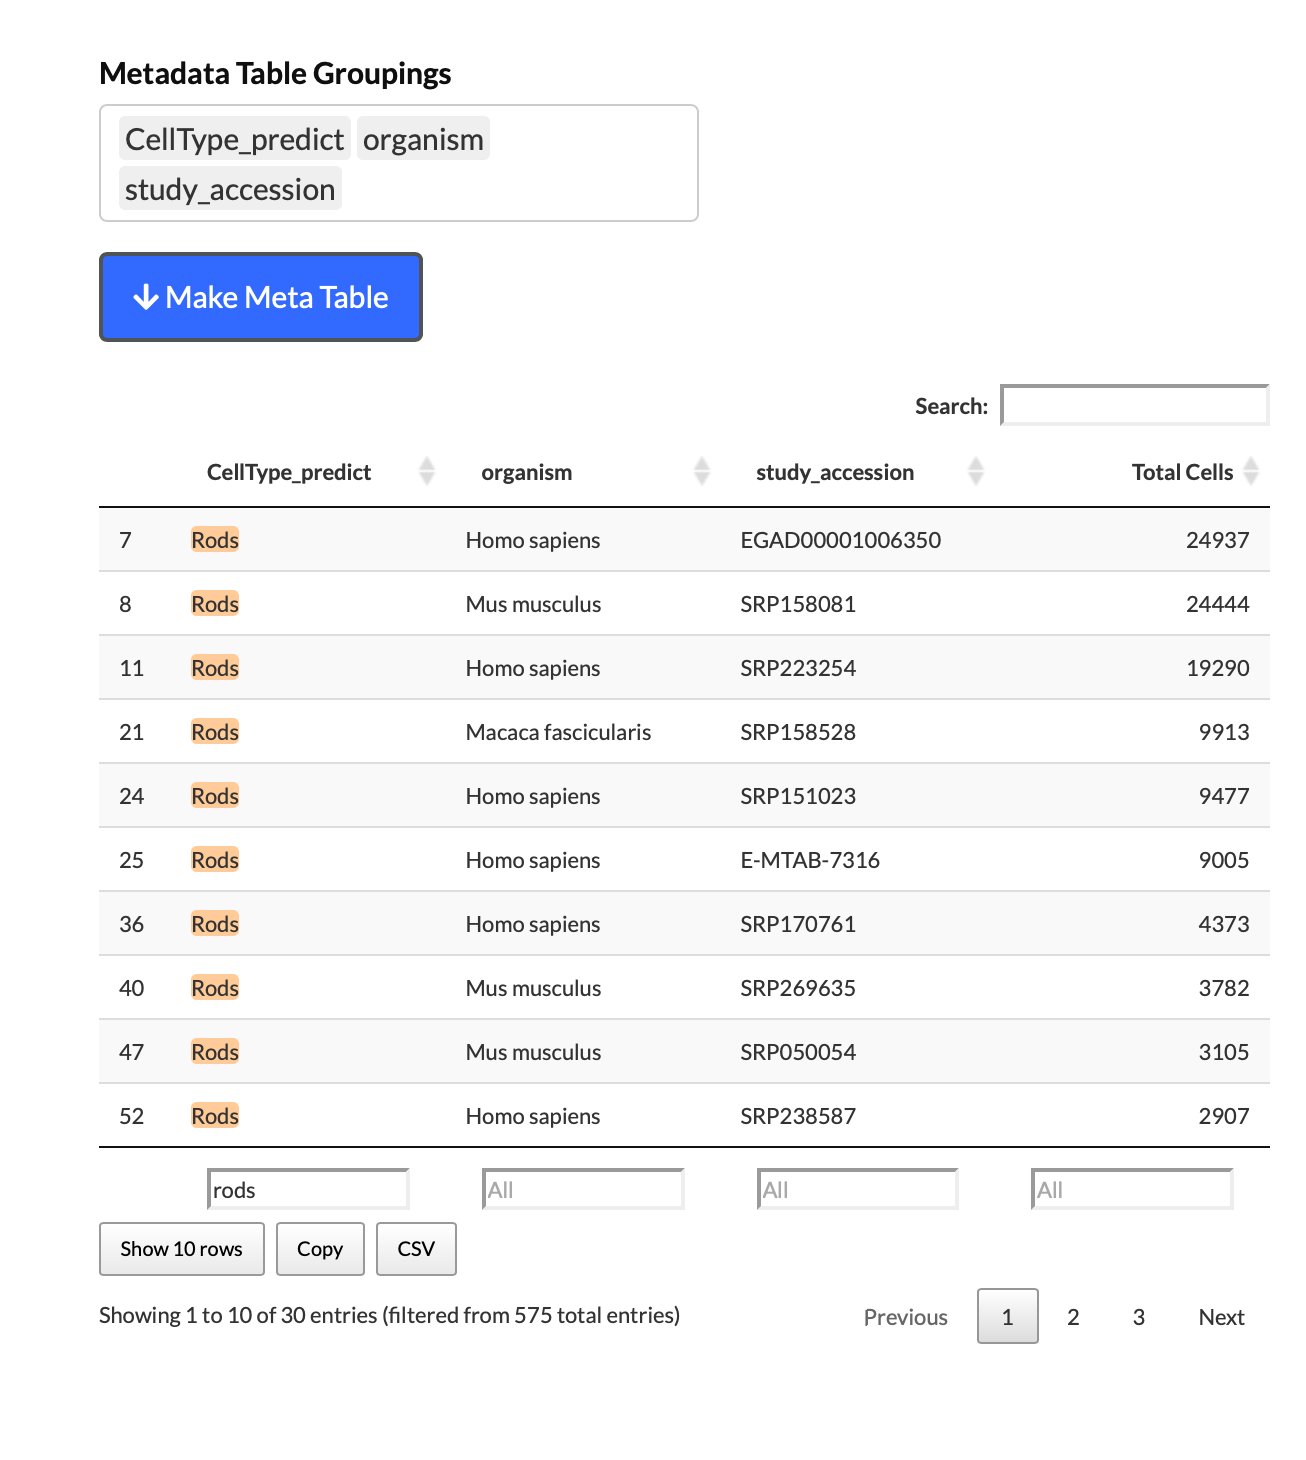 Metadata Table Groupings
CellType_predict organism
study_accession
Make Meta Table
Search:
CellType_predict organism study_accession Total Cells
7 Rods Homo sapiens EGAD00001006350 24937
8 Rods Mus musculus SRP158081 24444
11 Rods Homo sapiens SRP223254 19290
21 Rods Macaca fascicularis SRP158528 9913
24 Rods Homo sapiens SRP151023 9477
25 Rods Homo sapiens E-MTAB-7316 9005
36 Rods Homo sapiens SRP170761 4373
40 Rods Mus musculus SRP269635 3782
47 Rods Mus musculus SRP050054 3105
52 Rods Homo sapiens SRP238587 2907
rods All All All
Show 10 rows Copy CSV
Showing 1 to 10 of 30 entries (filtered from 575 total entries) Previous 1 2 3 Next